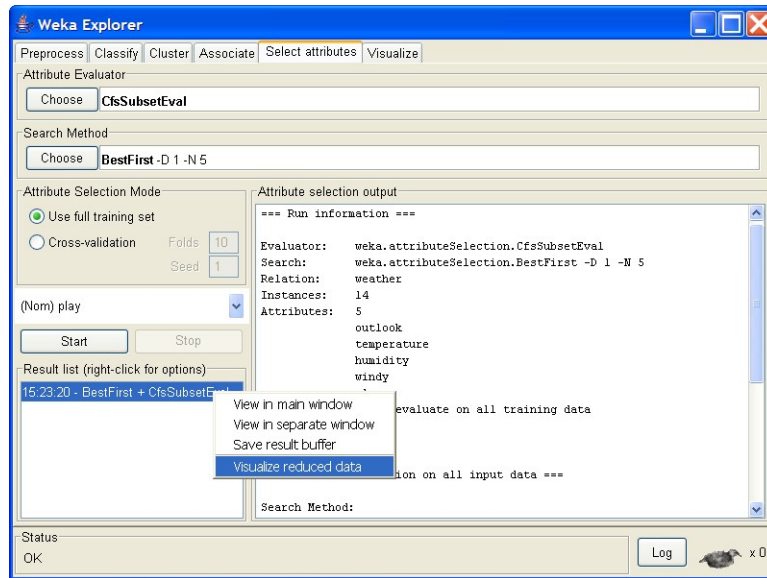 Weka Explorer
Preprocess Classify Cluster Associate Select attributes Visualize
Attribute Evaluator
Choose CfsSubsetEval
Search Method
Choose BestFirst -D 1 -N 5
Attribute Selection Mode
Use full training set
Cross-validation Folds 10
Seed 1
(Nom) play
Start Stop
Result list (right-click for options)
15:23:20 - BestFirst + CfsSubsetEval
Attribute selection output
=== Run information ===
Evaluator: weka.attributeSelection.CfsSubsetEval
Search: weka.attributeSelection.BestFirst -D 1 -N 5
Relation: weather
Instances: 14
Attributes: 5
outlook
temperature
humidity
windy
evaluate on all training data
ion on all input data ===
Search Method:
View in main window
View in separate window
Save result buffer
Visualize reduced data
Status
OK
Log x 0